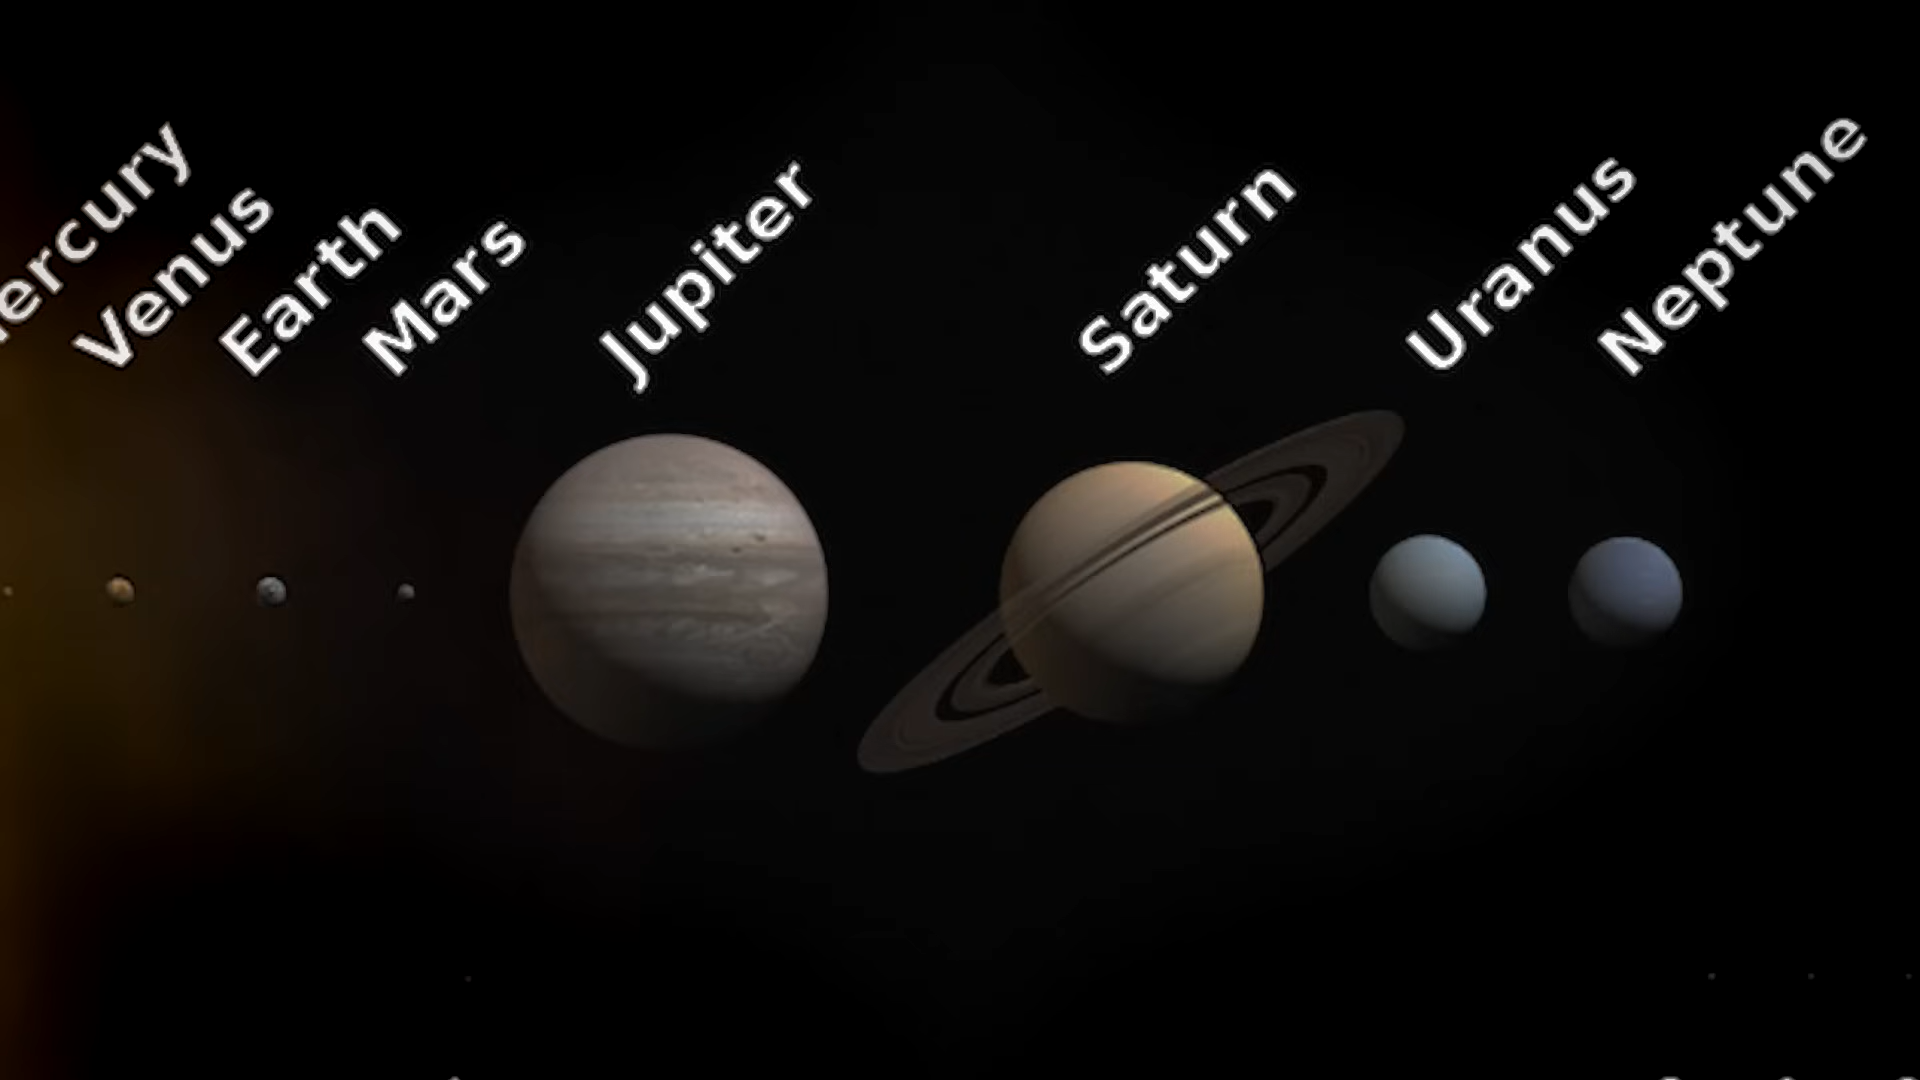 ercury
Venus
Earth
Mars
Jupiter
Saturn
Uranus
Neptune